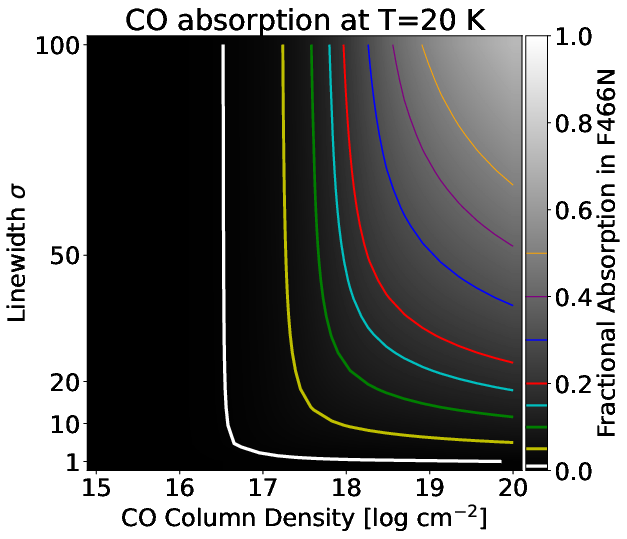 CO absorption at T=20 K
Linewidth σ
100
50
20
10
1
15 16 17 18 19 20
CO Column Density [log cm⁻²]
1.0
0.8
0.6
0.4
0.2
0.0
Fractional Absorption in F466N